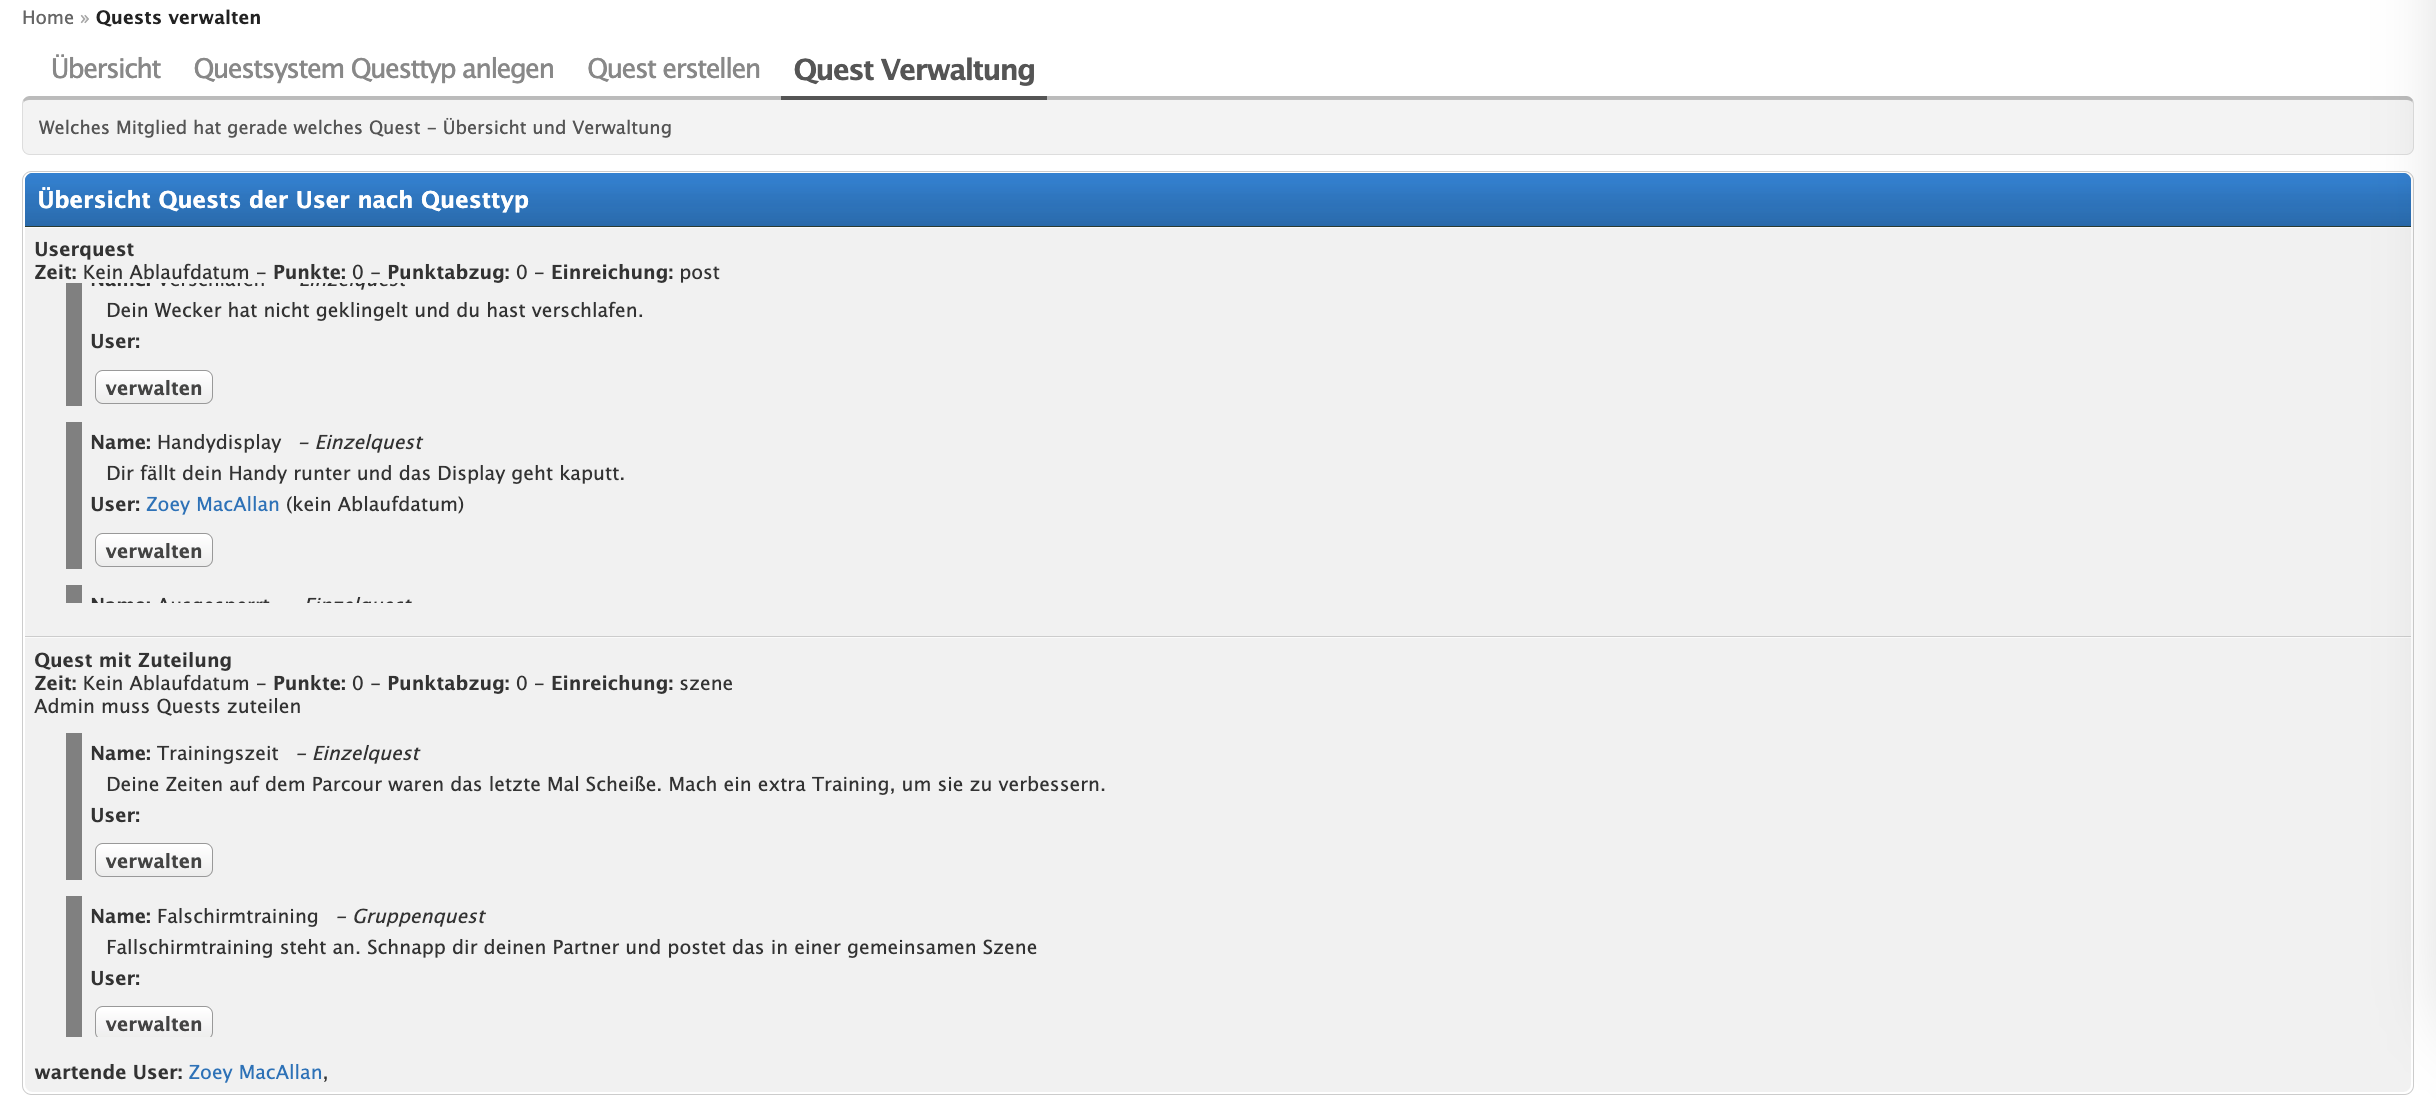 Home » Quests verwalten
Übersicht Questsystem Questtyp anlegen Quest erstellen Quest Verwaltung
Welches Mitglied hat gerade welches Quest – Übersicht und Verwaltung
Übersicht Quests der User nach Questtyp
Userquest
Zeit: Kein Ablaufdatum – Punkte: 0 – Punktabzug: 0 – Einreichung: post
Name: Verschlafen – Einzelquest
Dein Wecker hat nicht geklingelt und du hast verschlafen.
User:
verwalten
Name: Handydisplay – Einzelquest
Dir fällt dein Handy runter und das Display geht kaputt.
User: Zoey MacAllan (kein Ablaufdatum)
verwalten
Name: Ausgesperrt – Einzelquest
Quest mit Zuteilung
Zeit: Kein Ablaufdatum – Punkte: 0 – Punktabzug: 0 – Einreichung: szene
Admin muss Quests zuteilen
Name: Trainingszeit – Einzelquest
Deine Zeiten auf dem Parcour waren das letzte Mal Scheiße. Mach ein extra Training, um sie zu verbessern.
User:
verwalten
Name: Falschirmtraining – Gruppenquest
Fallschirmtraining steht an. Schnapp dir deinen Partner und postet das in einer gemeinsamen Szene
User:
verwalten
wartende User: Zoey MacAllan,